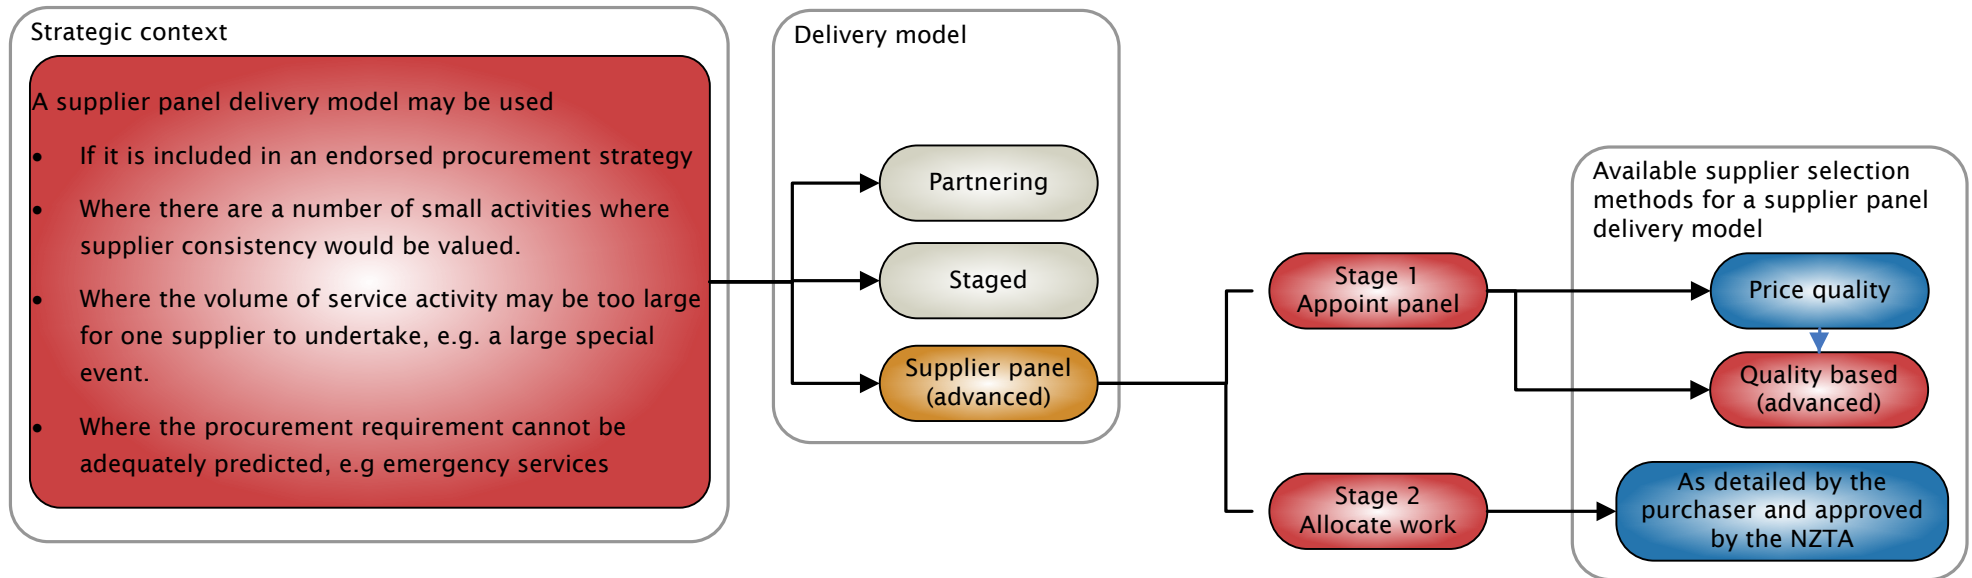 Strategic context
A supplier panel delivery model may be used
• If it is included in an endorsed procurement strategy
• Where there are a number of small activities where
supplier consistency would be valued.
• Where the volume of service activity may be too large
for one supplier to undertake, e.g. a large special
event.
• Where the procurement requirement cannot be
adequately predicted, e.g emergency services
Delivery model
Partnering
Staged
Supplier panel
(advanced)
Stage 1
Appoint panel
Stage 2
Allocate work
Available supplier selection
methods for a supplier panel
delivery model
Price quality
Quality based
(advanced)
As detailed by the
purchaser and approved
by the NZTA